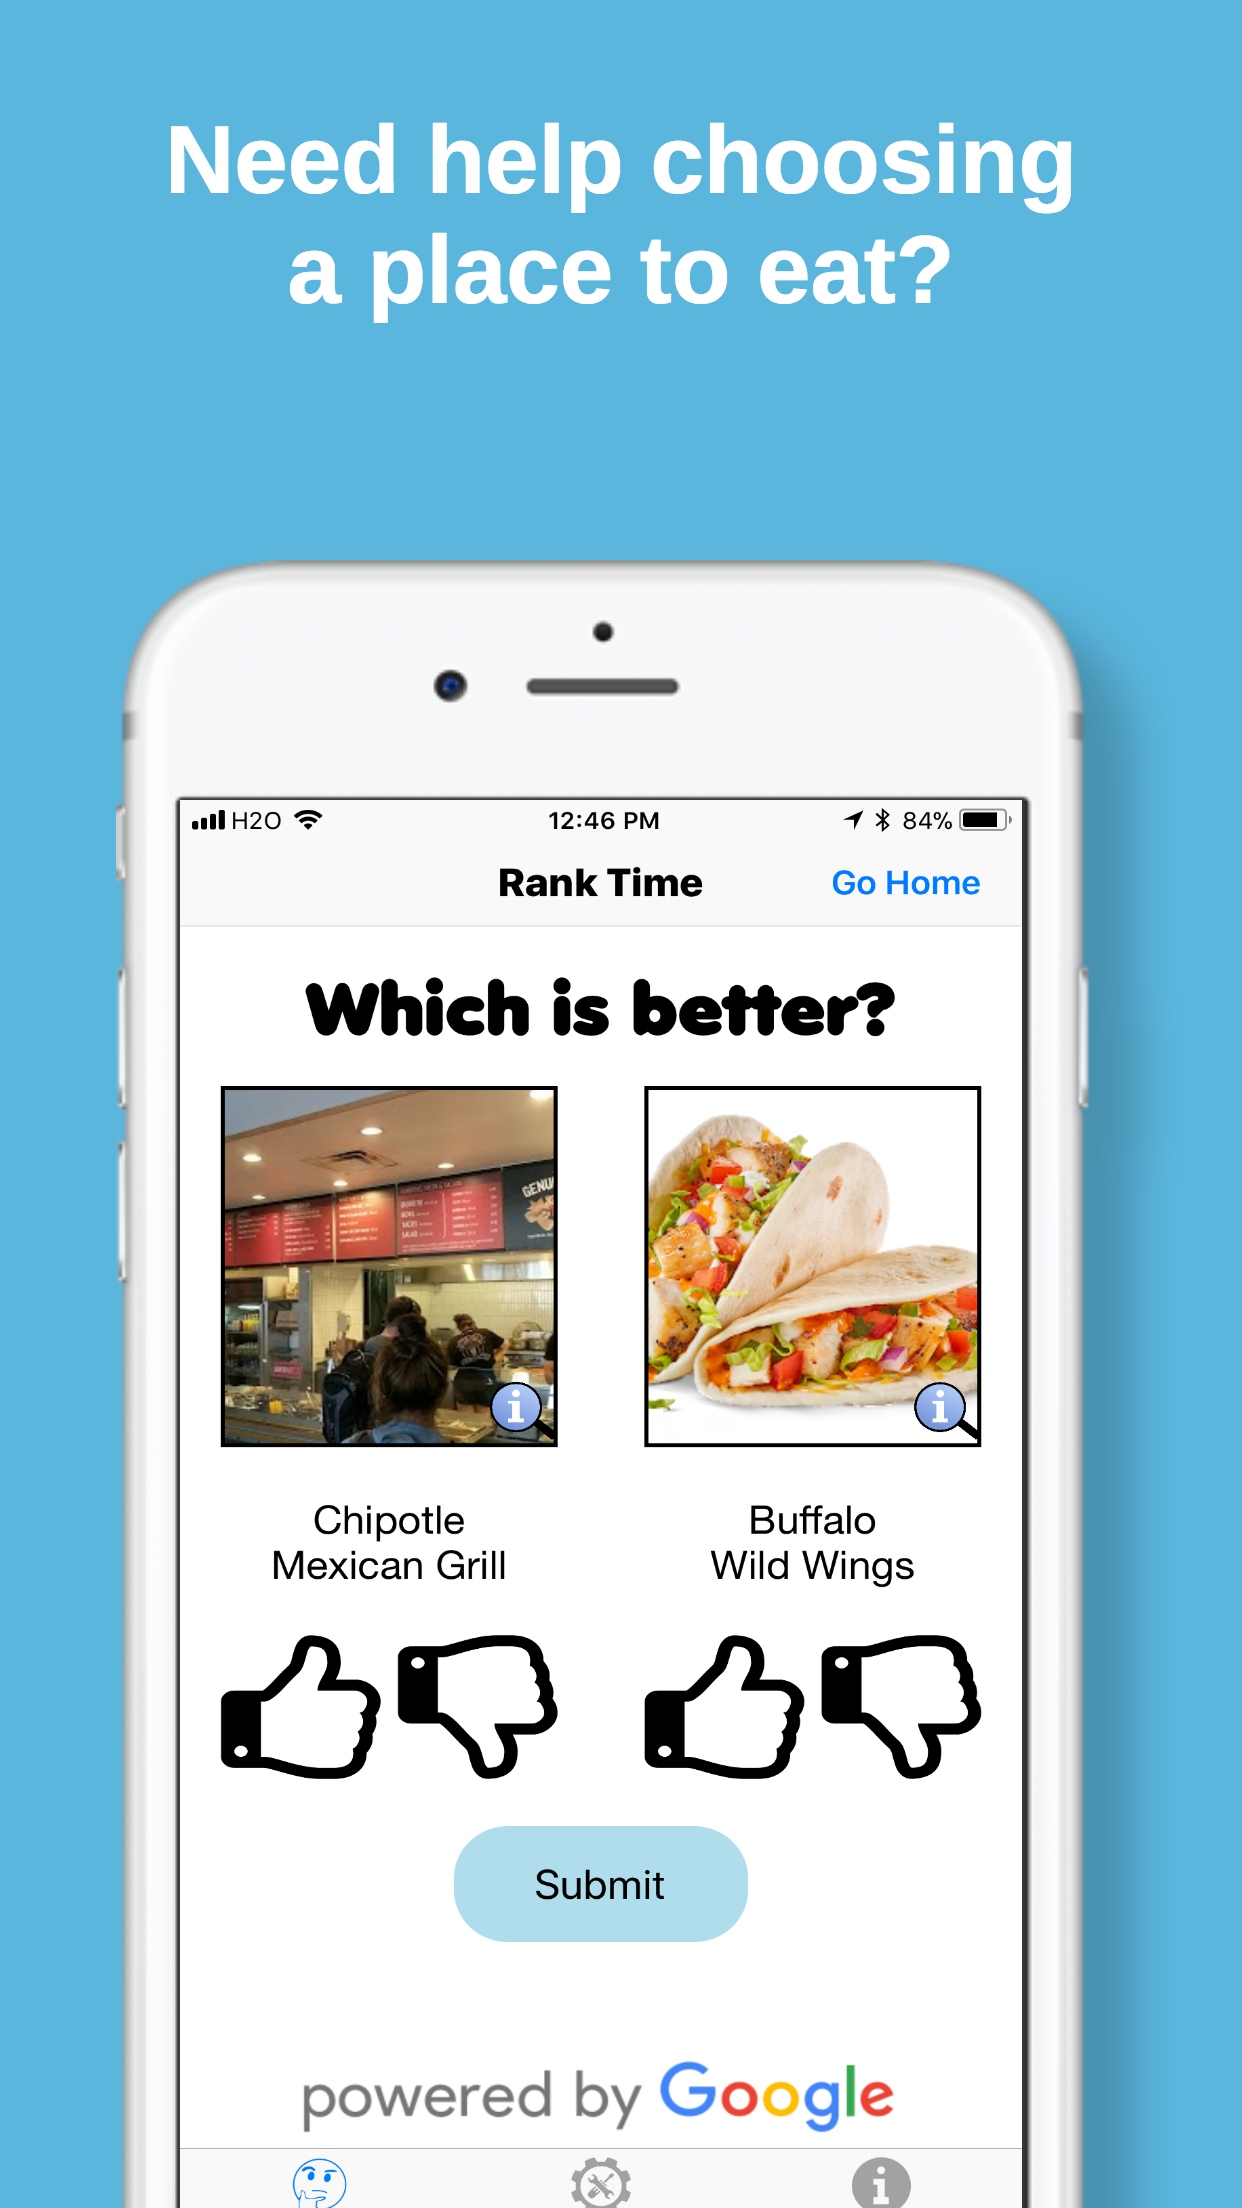 Need help choosing
a place to eat?
H2O
12:46 PM
84%
Rank Time
Go Home
Which is better?
GENU
Chipotle
Mexican Grill
Buffalo
Wild Wings
Submit
powered by Google